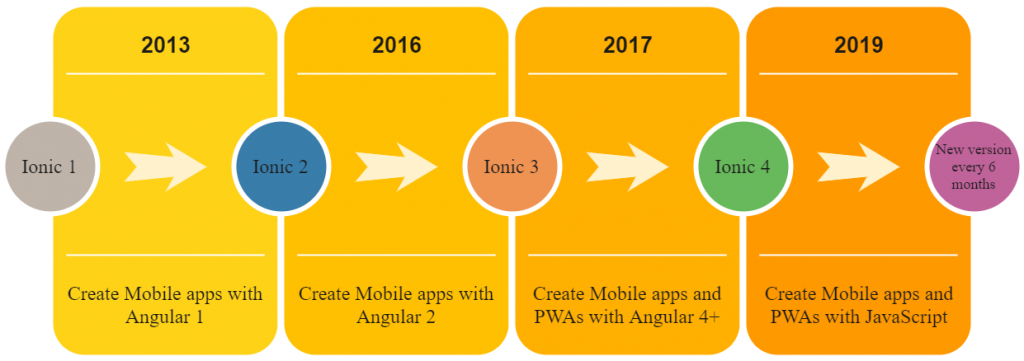 2013
2016
2017
2019
Ionic 1
Ionic 2
Ionic 3
Ionic 4
New version
every 6
months
Create Mobile apps with
Angular 1
Create Mobile apps with
Angular 2
Create Mobile apps and
PWAs with Angular 4+
Create Mobile apps and
PWAs with JavaScript